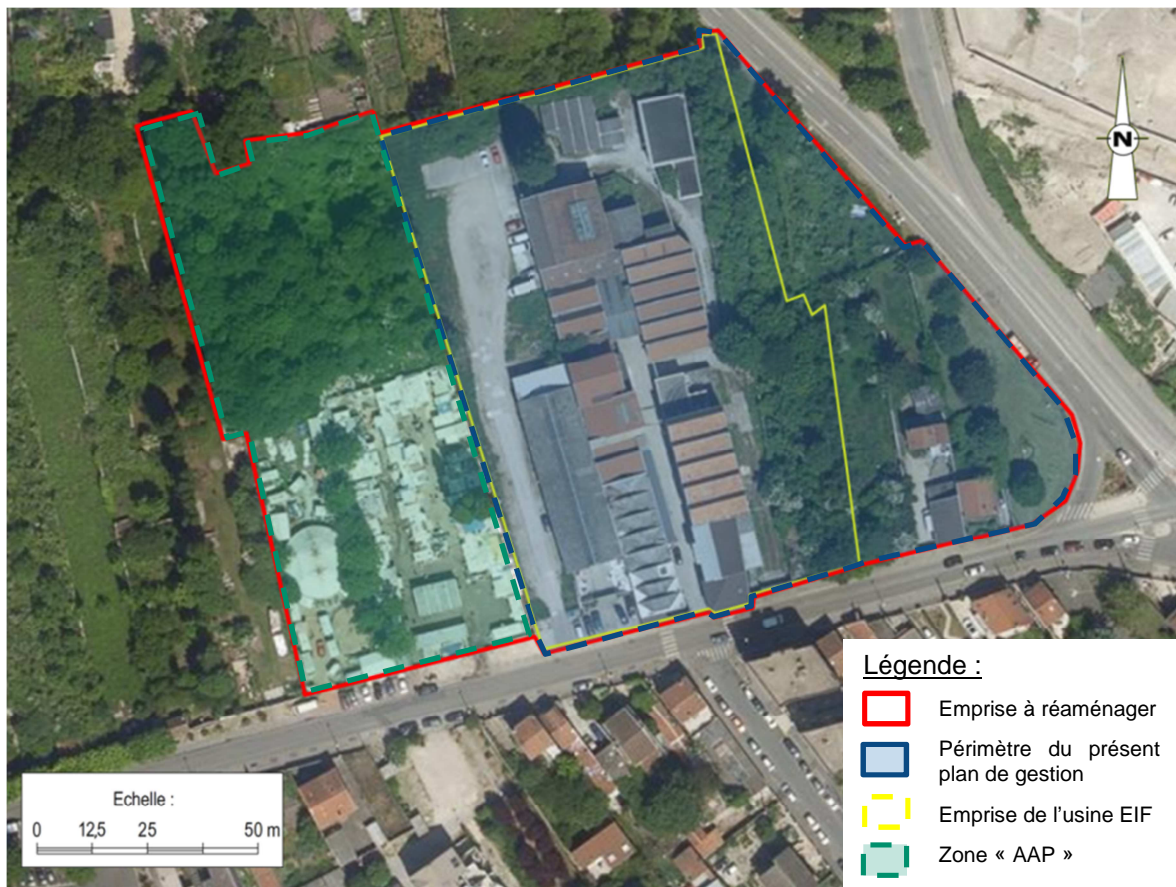 N
Légende :
Emprise à réaménager
Périmètre du présent
plan de gestion
Emprise de l’usine EIF
Zone « AAP »
Echelle :
0 12,5 25 50 m